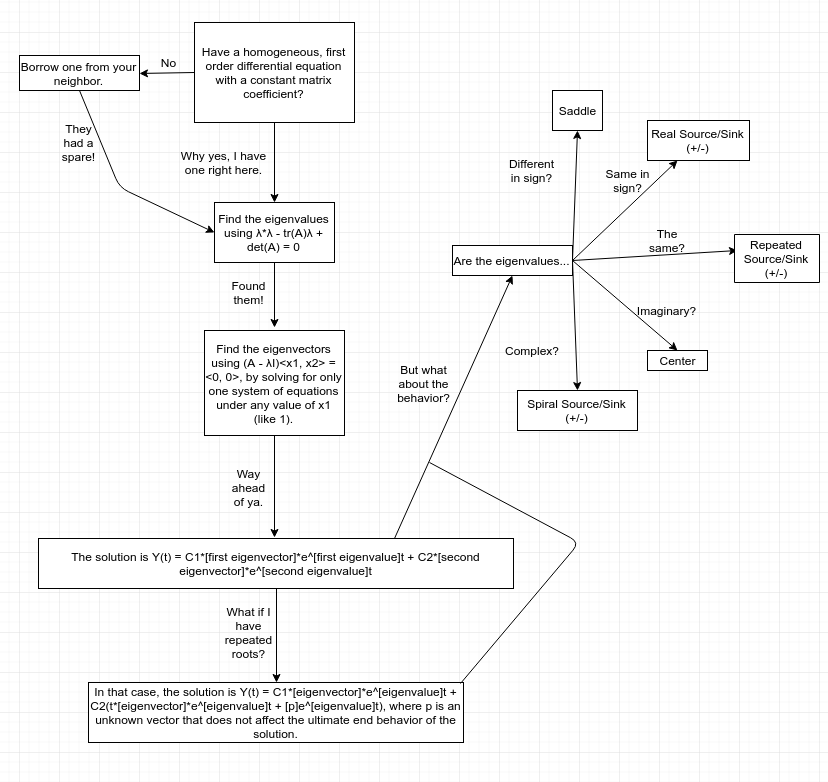 Have a homogeneous, first
order differential equation
with a constant matrix
coefficient?
No
Borrow one from your
neighbor.
They
had a
spare!
Why yes, I have
one right here.
Find the eigenvalues
using λ*λ - tr(A)λ +
det(A) = 0
Found
them!
Find the eigenvectors
using (A - λI)<x1, x2> =
<0, 0>, by solving for only
one system of equations
under any value of x1
(like 1).
Way
ahead
of ya.
The solution is Y(t) = C1*[first eigenvector]*e^[first eigenvalue]t + C2*[second
eigenvector]*e^[second eigenvalue]t
What if I
have
repeated
roots?
In that case, the solution is Y(t) = C1*[eigenvector]*e^[eigenvalue]t +
C2(t*[eigenvector]*e^[eigenvalue]t + [p]e^[eigenvalue]t), where p is an
unknown vector that does not affect the ultimate end behavior of the
solution.
But what
about the
behavior?
Are the eigenvalues...
Different
in sign?
Saddle
Same in
sign?
Real Source/Sink
(+/-)
The
same?
Repeated
Source/Sink
(+/-)
Imaginary?
Center
Complex?
Spiral Source/Sink
(+/-)